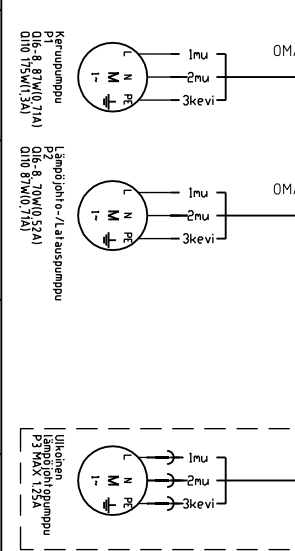 Keruupumppu
P1
Q16-8, 87W(0,71A)
Q110 175W(1,3A)
L
N
PE
M
1~
1mu
2mu
3kevi
OMA
Lämpöjohto-/Latauspumppu
P2
Q16-8, 70W(0,52A)
Q110 87W(0,71A)
L
N
PE
M
1~
1mu
2mu
3kevi
OMA
Ulkoinen
lämpöjohtopumppu
P3 MAX 1.25A
L
N
PE
M
1~
1mu
2mu
3kevi